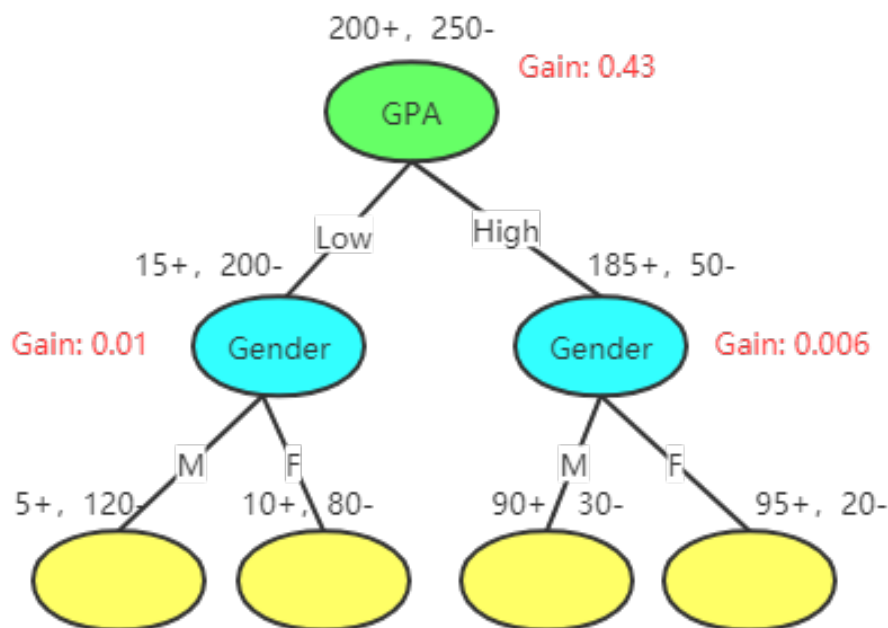 200+, 250-
Gain: 0.43
GPA
Low
High
15+, 200-
185+, 50-
Gain: 0.01
Gender
Gender
Gain: 0.006
M
F
M
F
5+, 120-
10+, 80-
90+ 30-
95+, 20-